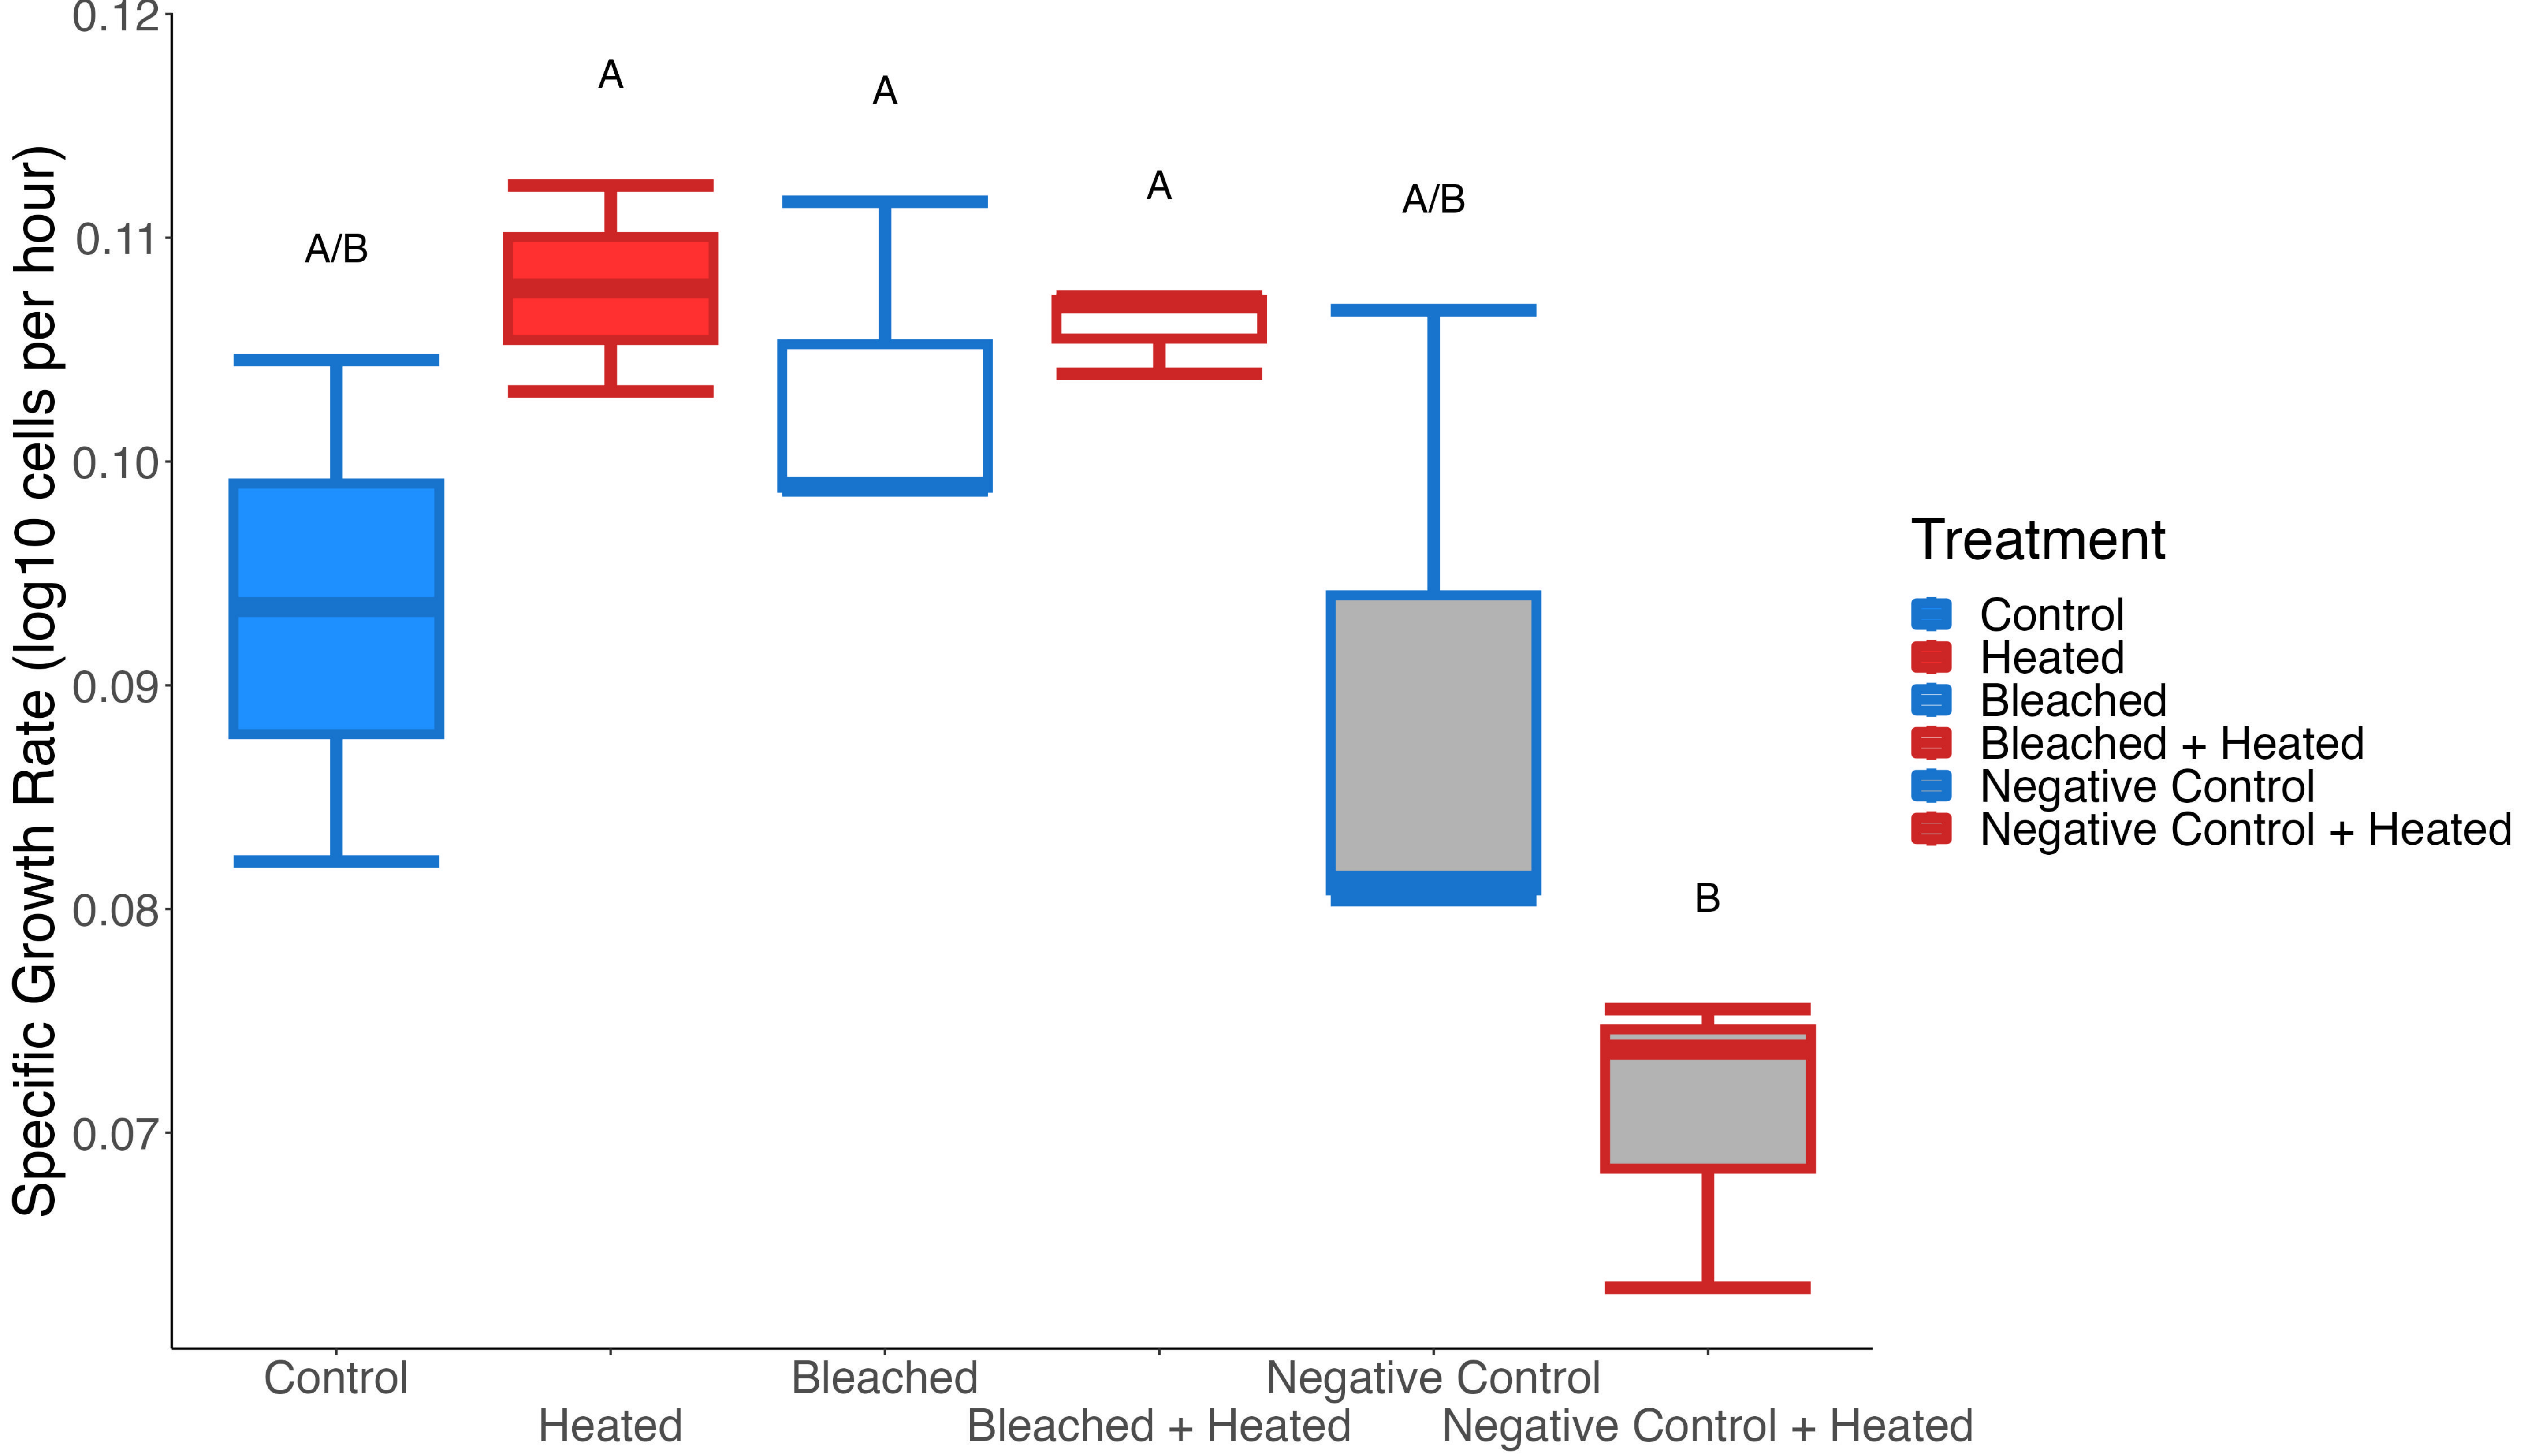 Specific Growth Rate (log10 cells per hour)
0.12
0.11
0.10
0.09
0.08
0.07
A/B
A
A
A
A/B
B
Control
Heated
Bleached
Bleached + Heated
Negative Control
Negative Control + Heated
Treatment
Control
Heated
Bleached
Bleached + Heated
Negative Control
Negative Control + Heated